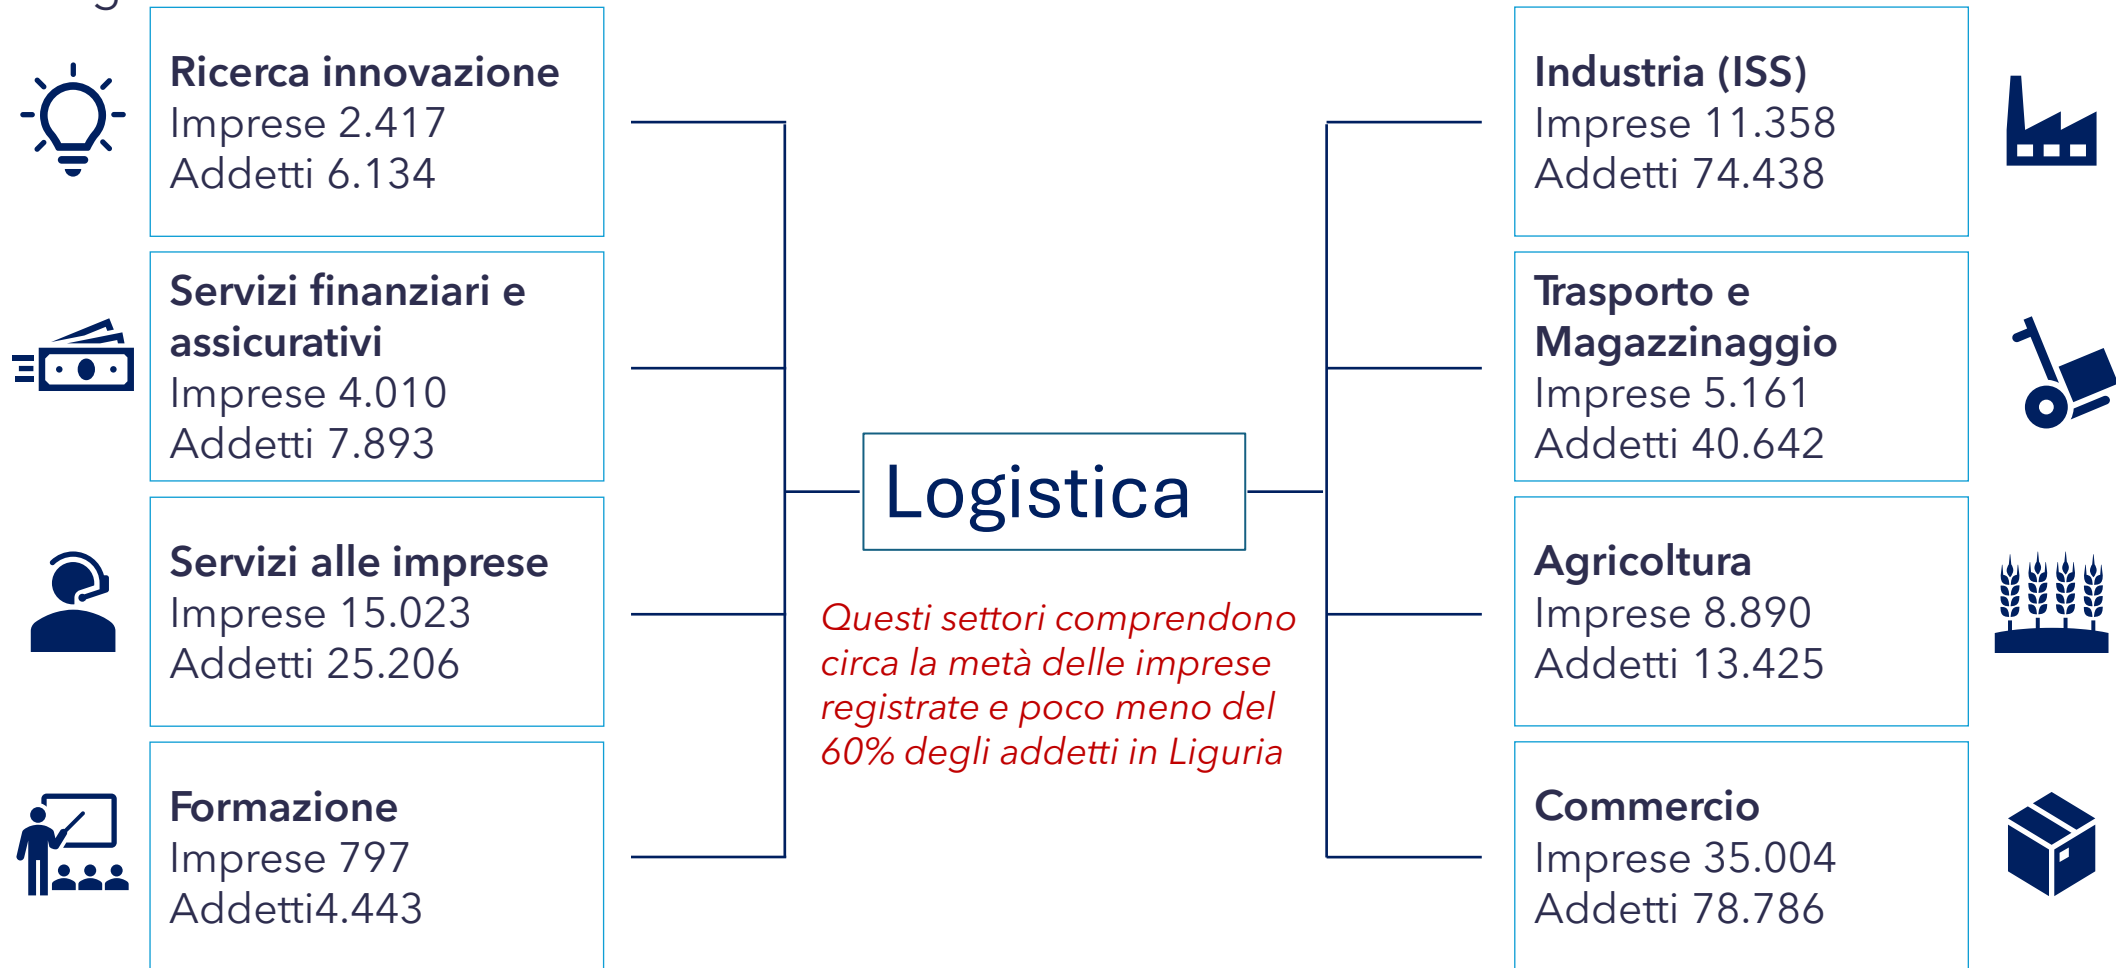 Ricerca innovazione
Imprese 2.417
Addetti 6.134
Servizi finanziari e
assicurativi
Imprese 4.010
Addetti 7.893
Servizi alle imprese
Imprese 15.023
Addetti 25.206
Formazione
Imprese 797
Addetti4.443
Logistica
Questi settori comprendono
circa la metà delle imprese
registrate e poco meno del
60% degli addetti in Liguria
Industria (ISS)
Imprese 11.358
Addetti 74.438
Trasporto e
Magazzinaggio
Imprese 5.161
Addetti 40.642
Agricoltura
Imprese 8.890
Addetti 13.425
Commercio
Imprese 35.004
Addetti 78.786